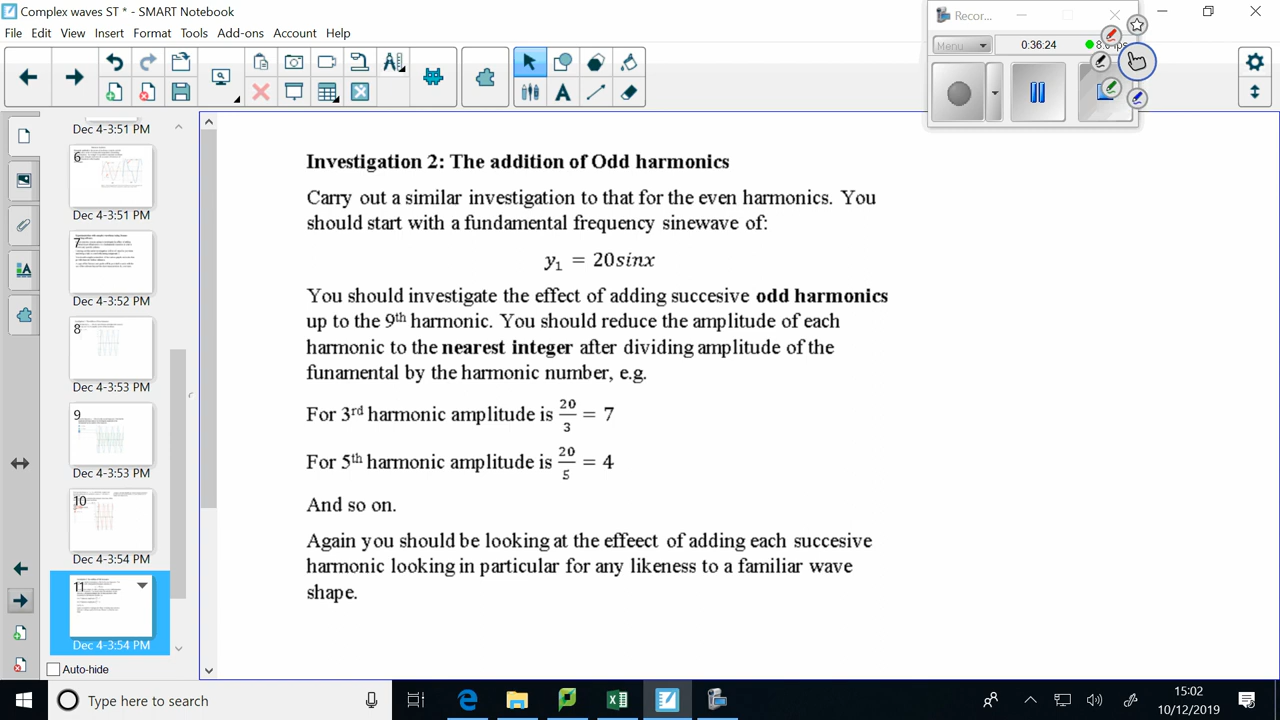 Complex waves ST * - SMART Notebook
Recor...
File Edit View Insert Format Tools Add-ons Account Help
Menu
0:36:24
Dec 4-3:51 PM
6
Dec 4-3:51 PM
7
Dec 4-3:52 PM
8
Dec 4-3:53 PM
9
Dec 4-3:53 PM
10
Dec 4-3:54 PM
11
Dec 4-3:54 PM
Auto-hide
Investigation 2: The addition of Odd harmonics
Carry out a similar investigation to that for the even harmonics. You
should start with a fundamental frequency sinewave of:
y₁ = 20sinx
You should investigate the effect of adding succesive odd harmonics
up to the 9th harmonic. You should reduce the amplitude of each
harmonic to the nearest integer after dividing amplitude of the
funamental by the harmonic number, e.g.
For 3rd harmonic amplitude is 20/3 = 7
For 5th harmonic amplitude is 20/5 = 4
And so on.
Again you should be looking at the effeect of adding each succesive
harmonic looking in particular for any likeness to a familiar wave
shape.
Type here to search
15:02
10/12/2019